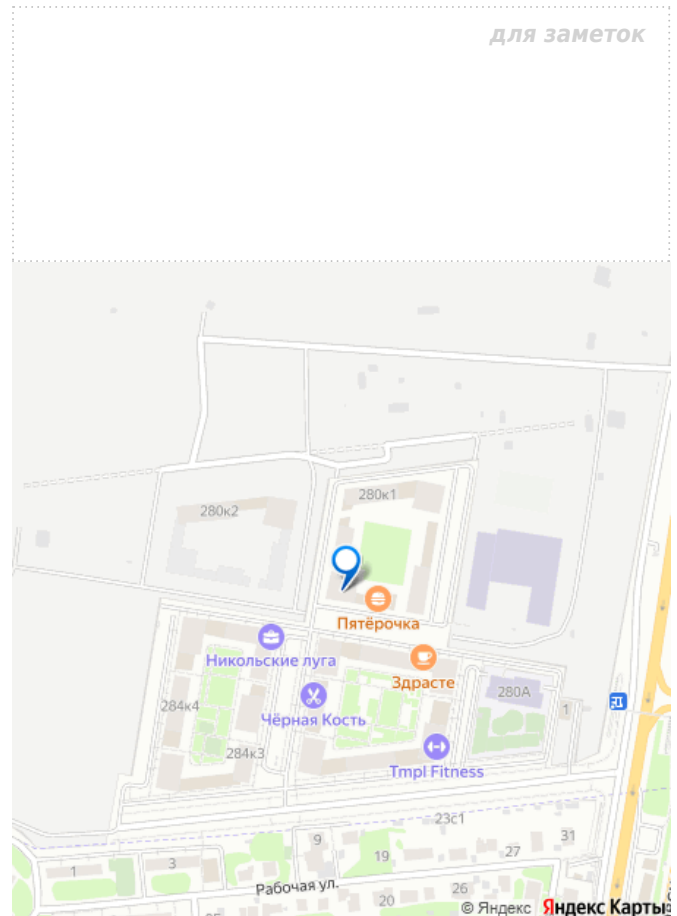 для заметок
280к1
280к2
Пятёрочка
Никольские луга
Здрасте
280А
284к4
Чёрная Кость
1
284к3
Tmpl Fitness
23с1
9
31
19
27
1
3
Рабочая ул.
26
20
© Яндекс Яндекс Карты